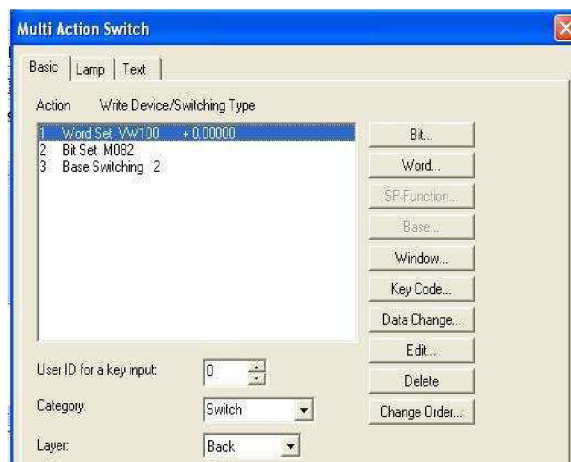 Multi Action Switch
Basic Lamp Text
Action Write Device/Switching Type
1 Word Set VW100 + 0,00000
2 Bit Set M082
3 Base Switching 2
Bit...
Word...
SP-Function...
Base...
Window...
Key Code...
Data Change...
Edit...
Delete
Change Order...
User ID for a key input: 0
Category: Switch
Layer: Back